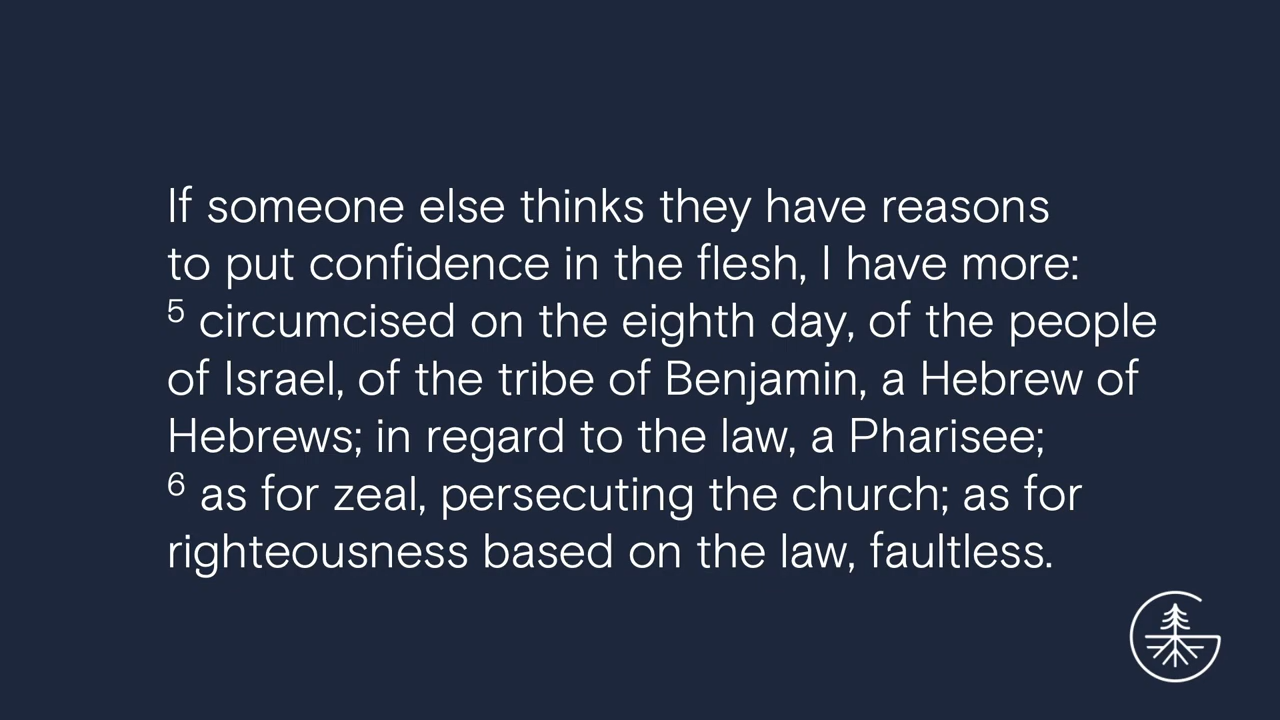 If someone else thinks they have reasons
to put confidence in the flesh, I have more:
⁵ circumcised on the eighth day, of the people
of Israel, of the tribe of Benjamin, a Hebrew of
Hebrews; in regard to the law, a Pharisee;
⁶ as for zeal, persecuting the church; as for
righteousness based on the law, faultless.